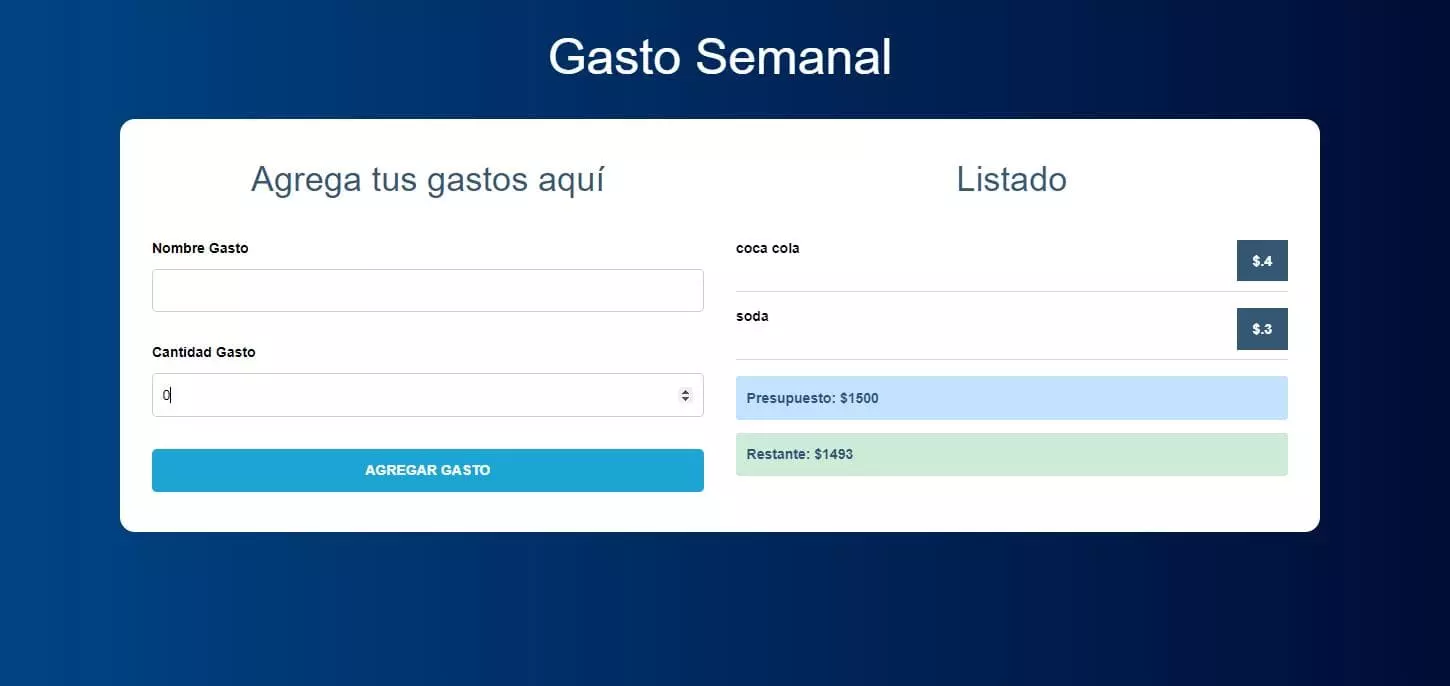 Gasto Semanal
Agrega tus gastos aquí
Nombre Gasto
Cantidad Gasto
0
AGREGAR GASTO
Listado
coca cola
$.4
soda
$.3
Presupuesto: $1500
Restante: $1493